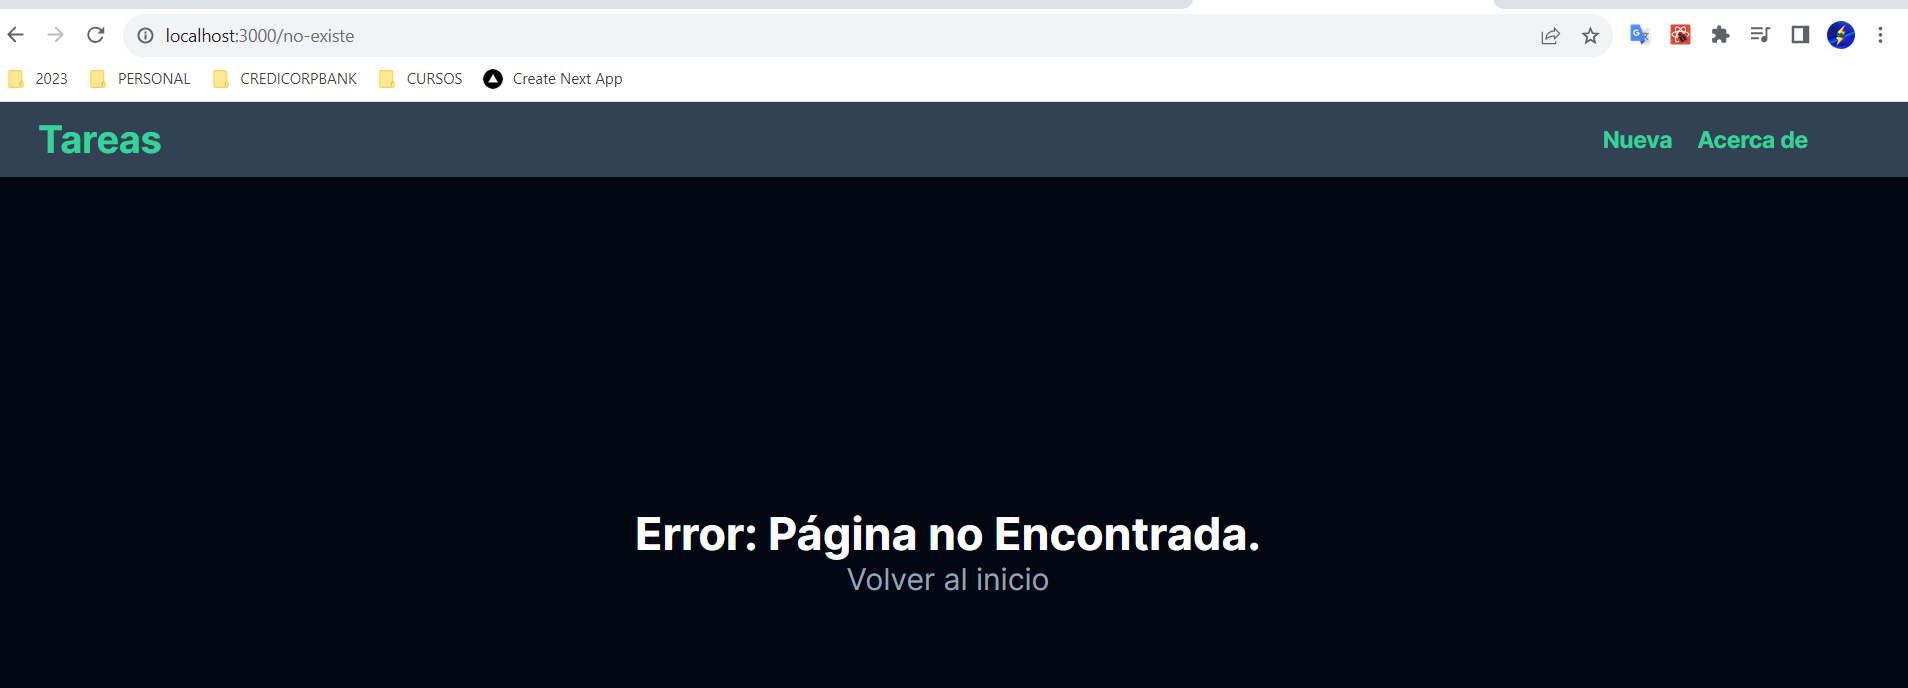 localhost:3000/no-existe
2023 PERSONAL CREDICORPBANK CURSOS Create Next App
Tareas Nueva Acerca de
Error: Página no Encontrada.
Volver al inicio